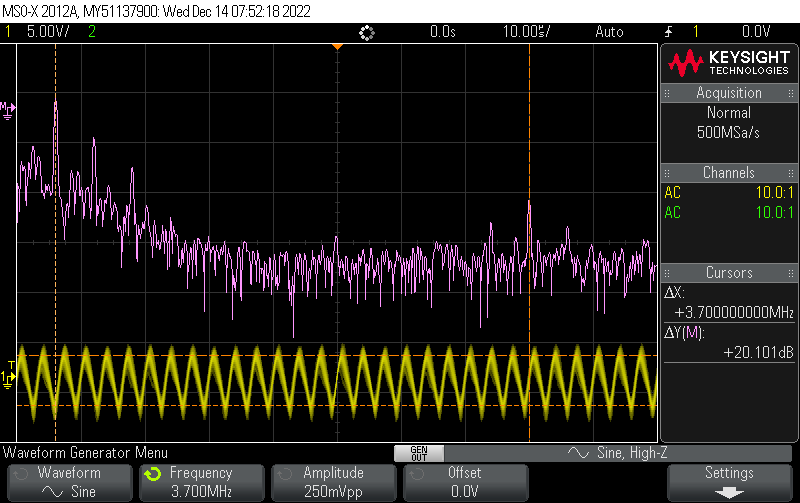 MSO-X 2012A, MY51137900: Wed Dec 14 07:52:18 2022
1 5.00V/ 2 0.0s 10.00us/ Auto 1 0.0V
KEYSIGHT
TECHNOLOGIES
Acquisition
Normal
500MSa/s
Channels
AC 10.0:1
AC 10.0:1
Cursors
ΔX:
+3.700000000MHz
ΔY(M):
+20.101dB
M
T
1
Waveform Generator Menu
GEN
OUT
Sine, High-Z
Waveform
Sine
Frequency
3.700MHz
Amplitude
250mVpp
Offset
0.0V
Settings